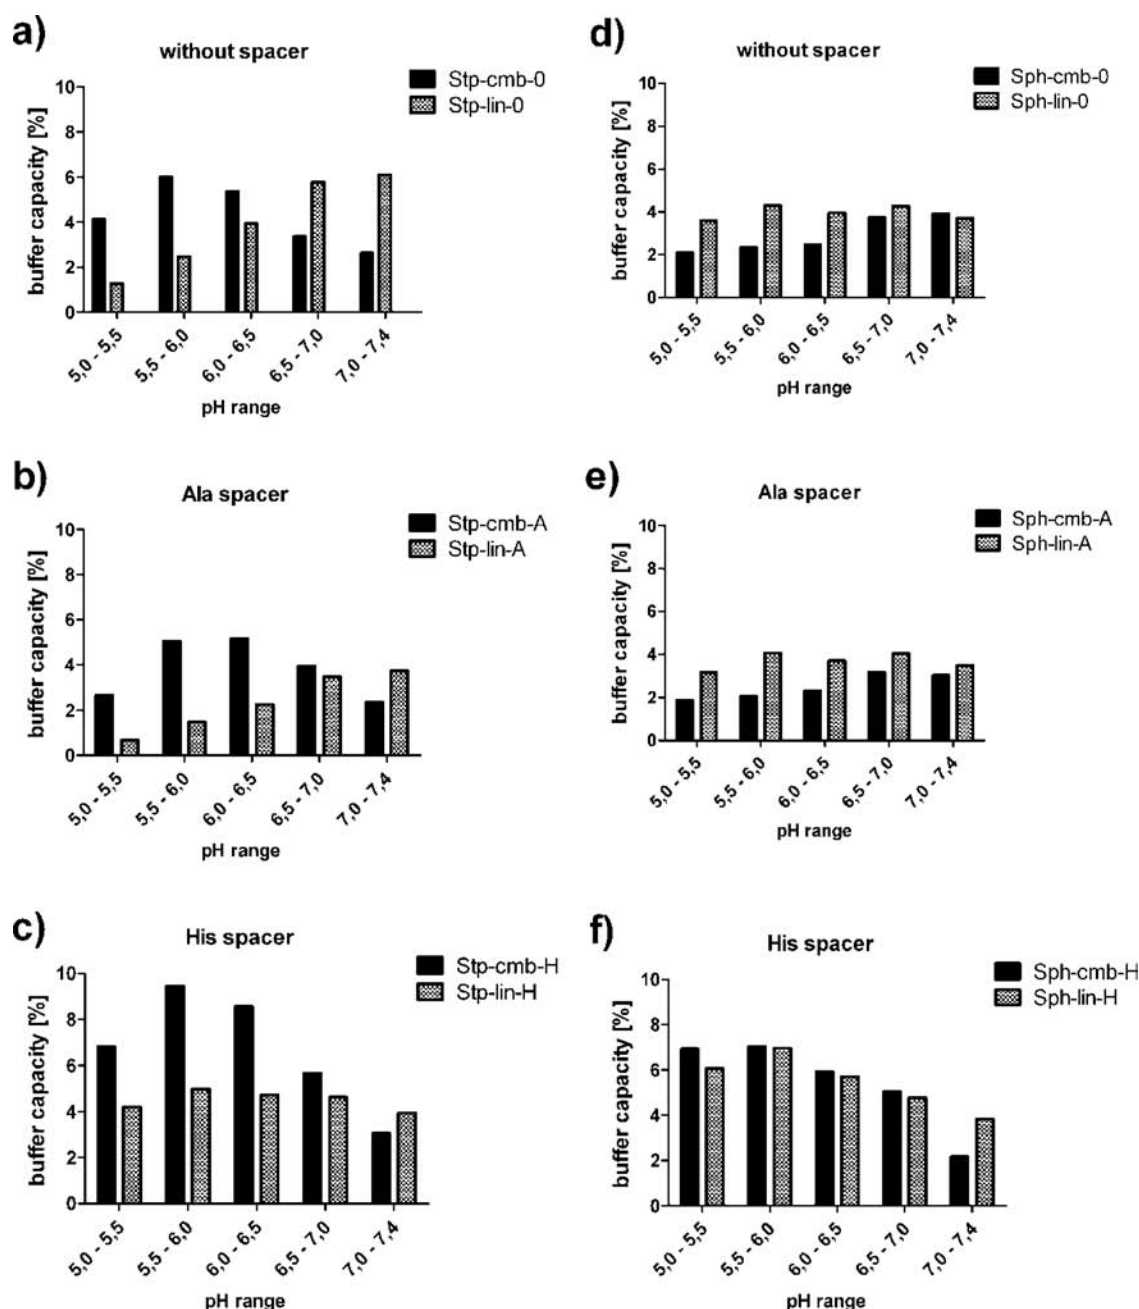 a)
without spacer
Stp-cmb-0
Stp-lin-0
buffer capacity [%]
10
8
6
4
2
0
5,0 - 5,5
5,5 - 6,0
6,0 - 6,5
6,5 - 7,0
7,0 - 7,4
pH range
d)
without spacer
Sph-cmb-0
Sph-lin-0
buffer capacity [%]
10
8
6
4
2
0
5,0 - 5,5
5,5 - 6,0
6,0 - 6,5
6,5 - 7,0
7,0 - 7,4
pH range
b)
Ala spacer
Stp-cmb-A
Stp-lin-A
buffer capacity [%]
10
8
6
4
2
0
5,0 - 5,5
5,5 - 6,0
6,0 - 6,5
6,5 - 7,0
7,0 - 7,4
pH range
e)
Ala spacer
Sph-cmb-A
Sph-lin-A
buffer capacity [%]
10
8
6
4
2
0
5,0 - 5,5
5,5 - 6,0
6,0 - 6,5
6,5 - 7,0
7,0 - 7,4
pH range
c)
His spacer
Stp-cmb-H
Stp-lin-H
buffer capacity [%]
10
8
6
4
2
0
5,0 - 5,5
5,5 - 6,0
6,0 - 6,5
6,5 - 7,0
7,0 - 7,4
pH range
f)
His spacer
Sph-cmb-H
Sph-lin-H
buffer capacity [%]
10
8
6
4
2
0
5,0 - 5,5
5,5 - 6,0
6,0 - 6,5
6,5 - 7,0
7,0 - 7,4
pH range